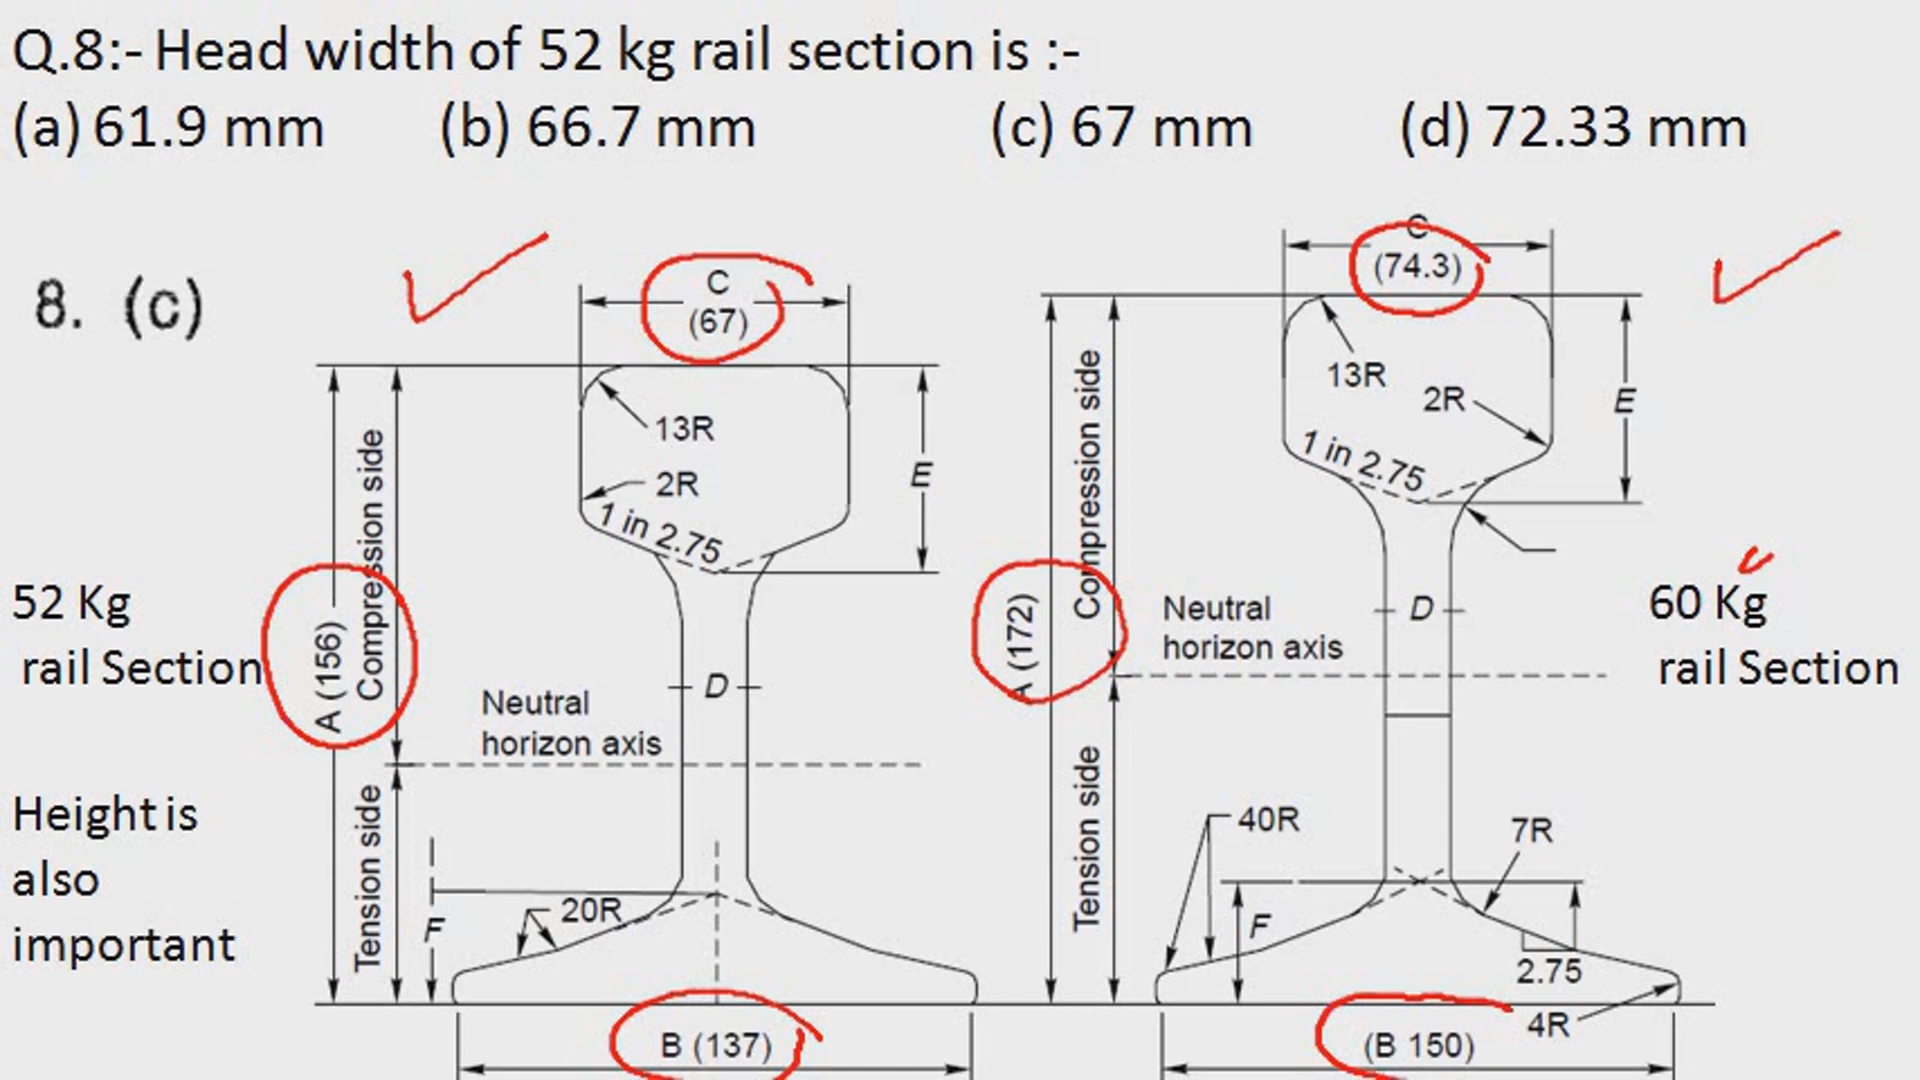 Q.8:- Head width of 52 kg rail section is :-
(a) 61.9 mm (b) 66.7 mm (c) 67 mm (d) 72.33 mm
8. (c)
C
(67)
13R
2R
1 in 2.75
E
Compression side
A (156)
52 Kg
rail Section
D
Neutral
horizon axis
Tension side
Height is
also
important
F
20R
B (137)
C
(74.3)
13R
2R
1 in 2.75
E
Compression side
A (172)
Neutral
horizon axis
D
60 Kg
rail Section
Tension side
40R
7R
F
2.75
4R
(B 150)